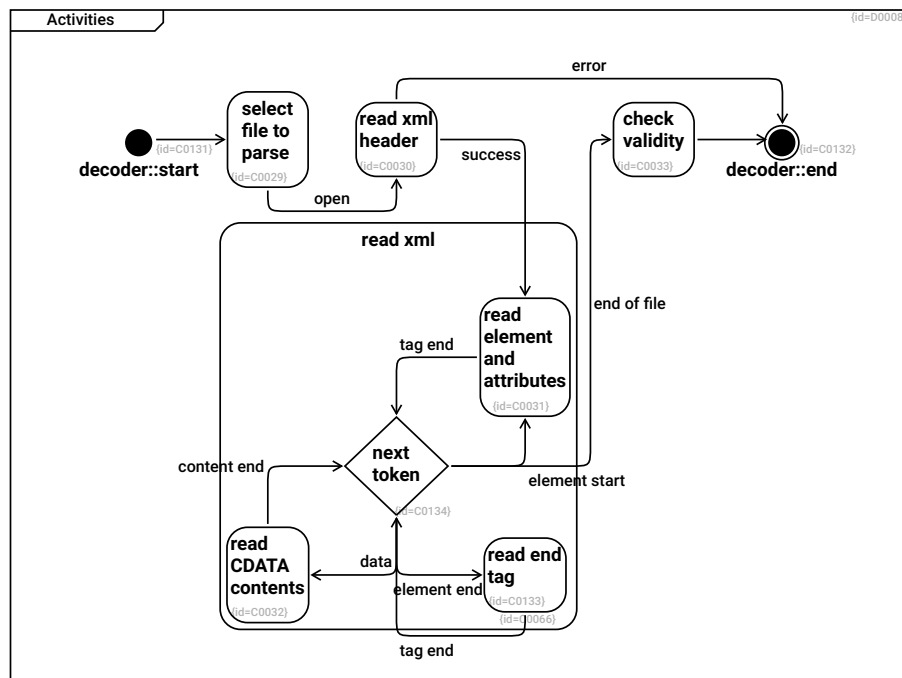 Activities
{id=D0008
error
select
file to
parse
{id=C0029}
read xml
header
{id=C0030}
check
validity
{id=C0033}
{id=C0131}
decoder::start
success
{id=C0132}
decoder::end
open
read xml
end of file
read
element
and
attributes
{id=C0031}
tag end
next
token
{id=C0134}
content end
element start
read
CDATA
contents
{id=C0032}
data
element end
read end
tag
{id=C0133}
{id=C0066}
tag end